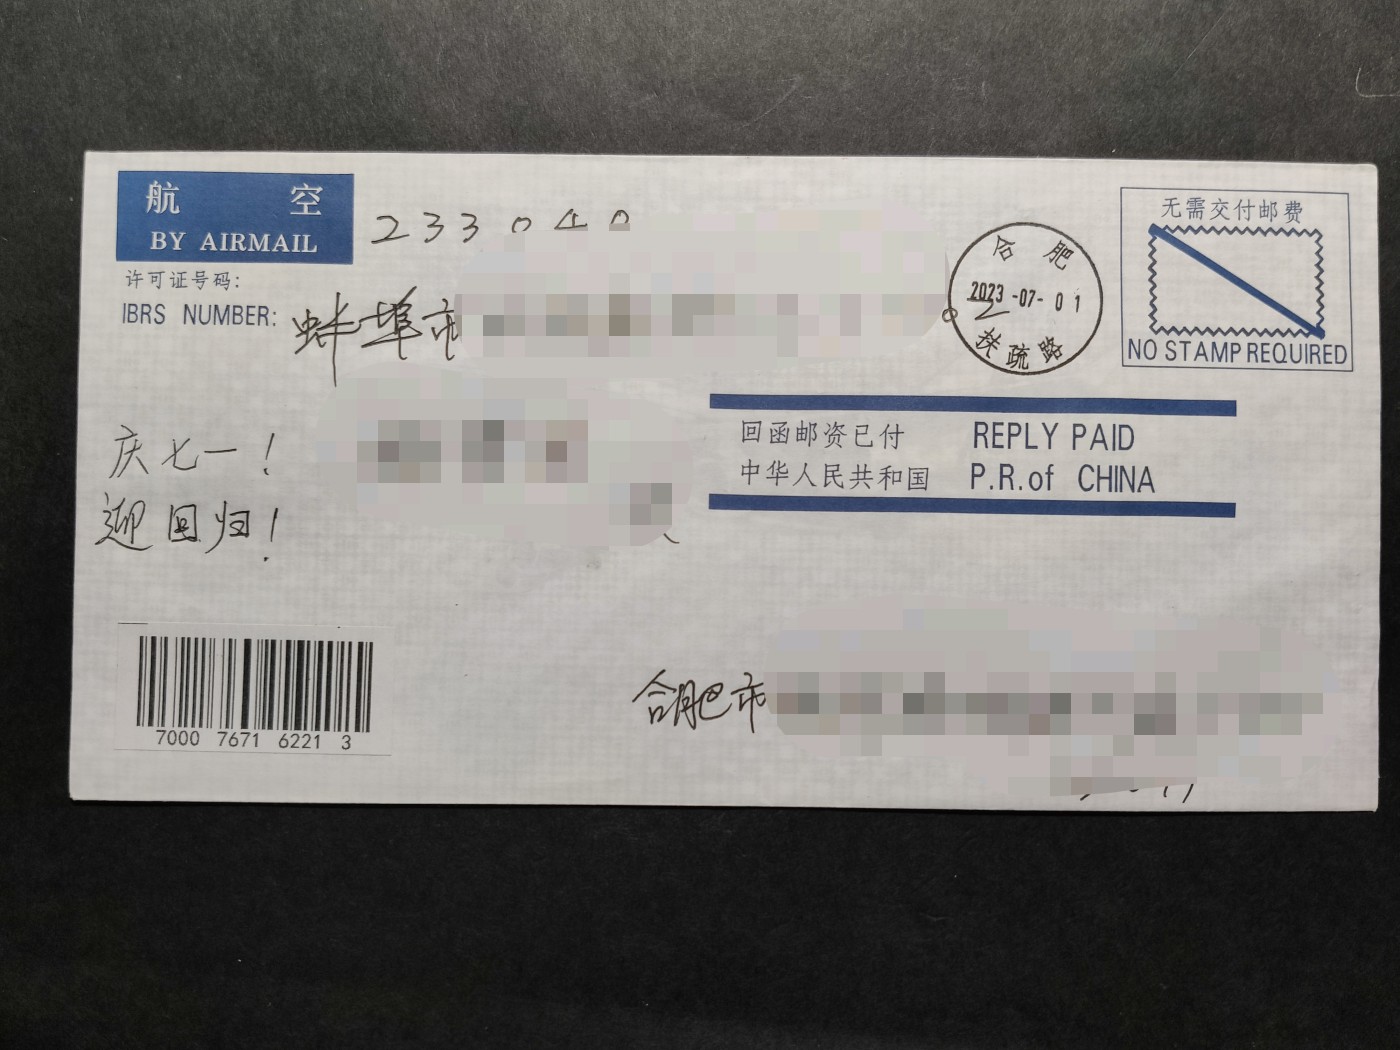 航 空
BY AIRMAIL
许可证号码:
IBRS NUMBER:
233040
蚌埠市
庆七一!
迎回归!
合肥
2023-07-01
扶疏路
无需交付邮费
NO STAMP REQUIRED
回函邮资已付 REPLY PAID
中华人民共和国 P.R.of CHINA
7000 7671 6221 3
合肥市